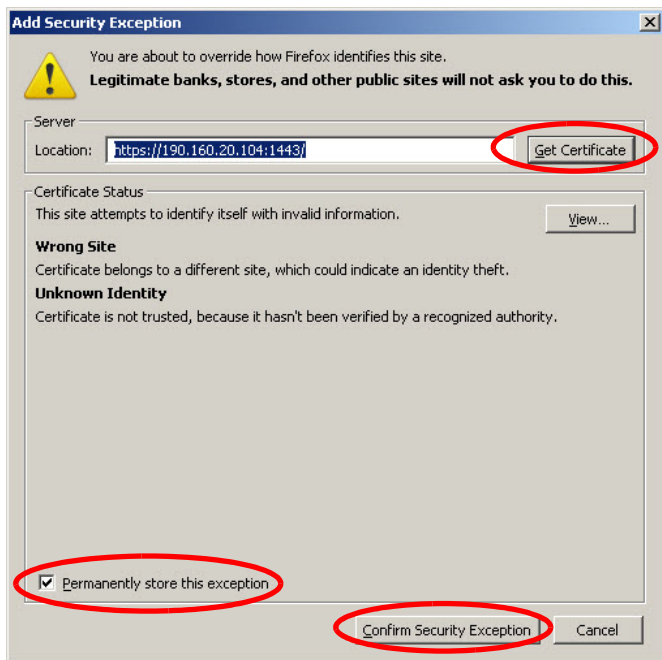 Add Security Exception
You are about to override how Firefox identifies this site.
Legitimate banks, stores, and other public sites will not ask you to do this.
Server
Location: https://190.160.20.104:1443/ Get Certificate
Certificate Status
This site attempts to identify itself with invalid information. View...
Wrong Site
Certificate belongs to a different site, which could indicate an identity theft.
Unknown Identity
Certificate is not trusted, because it hasn't been verified by a recognized authority.
Permanently store this exception
Confirm Security Exception Cancel